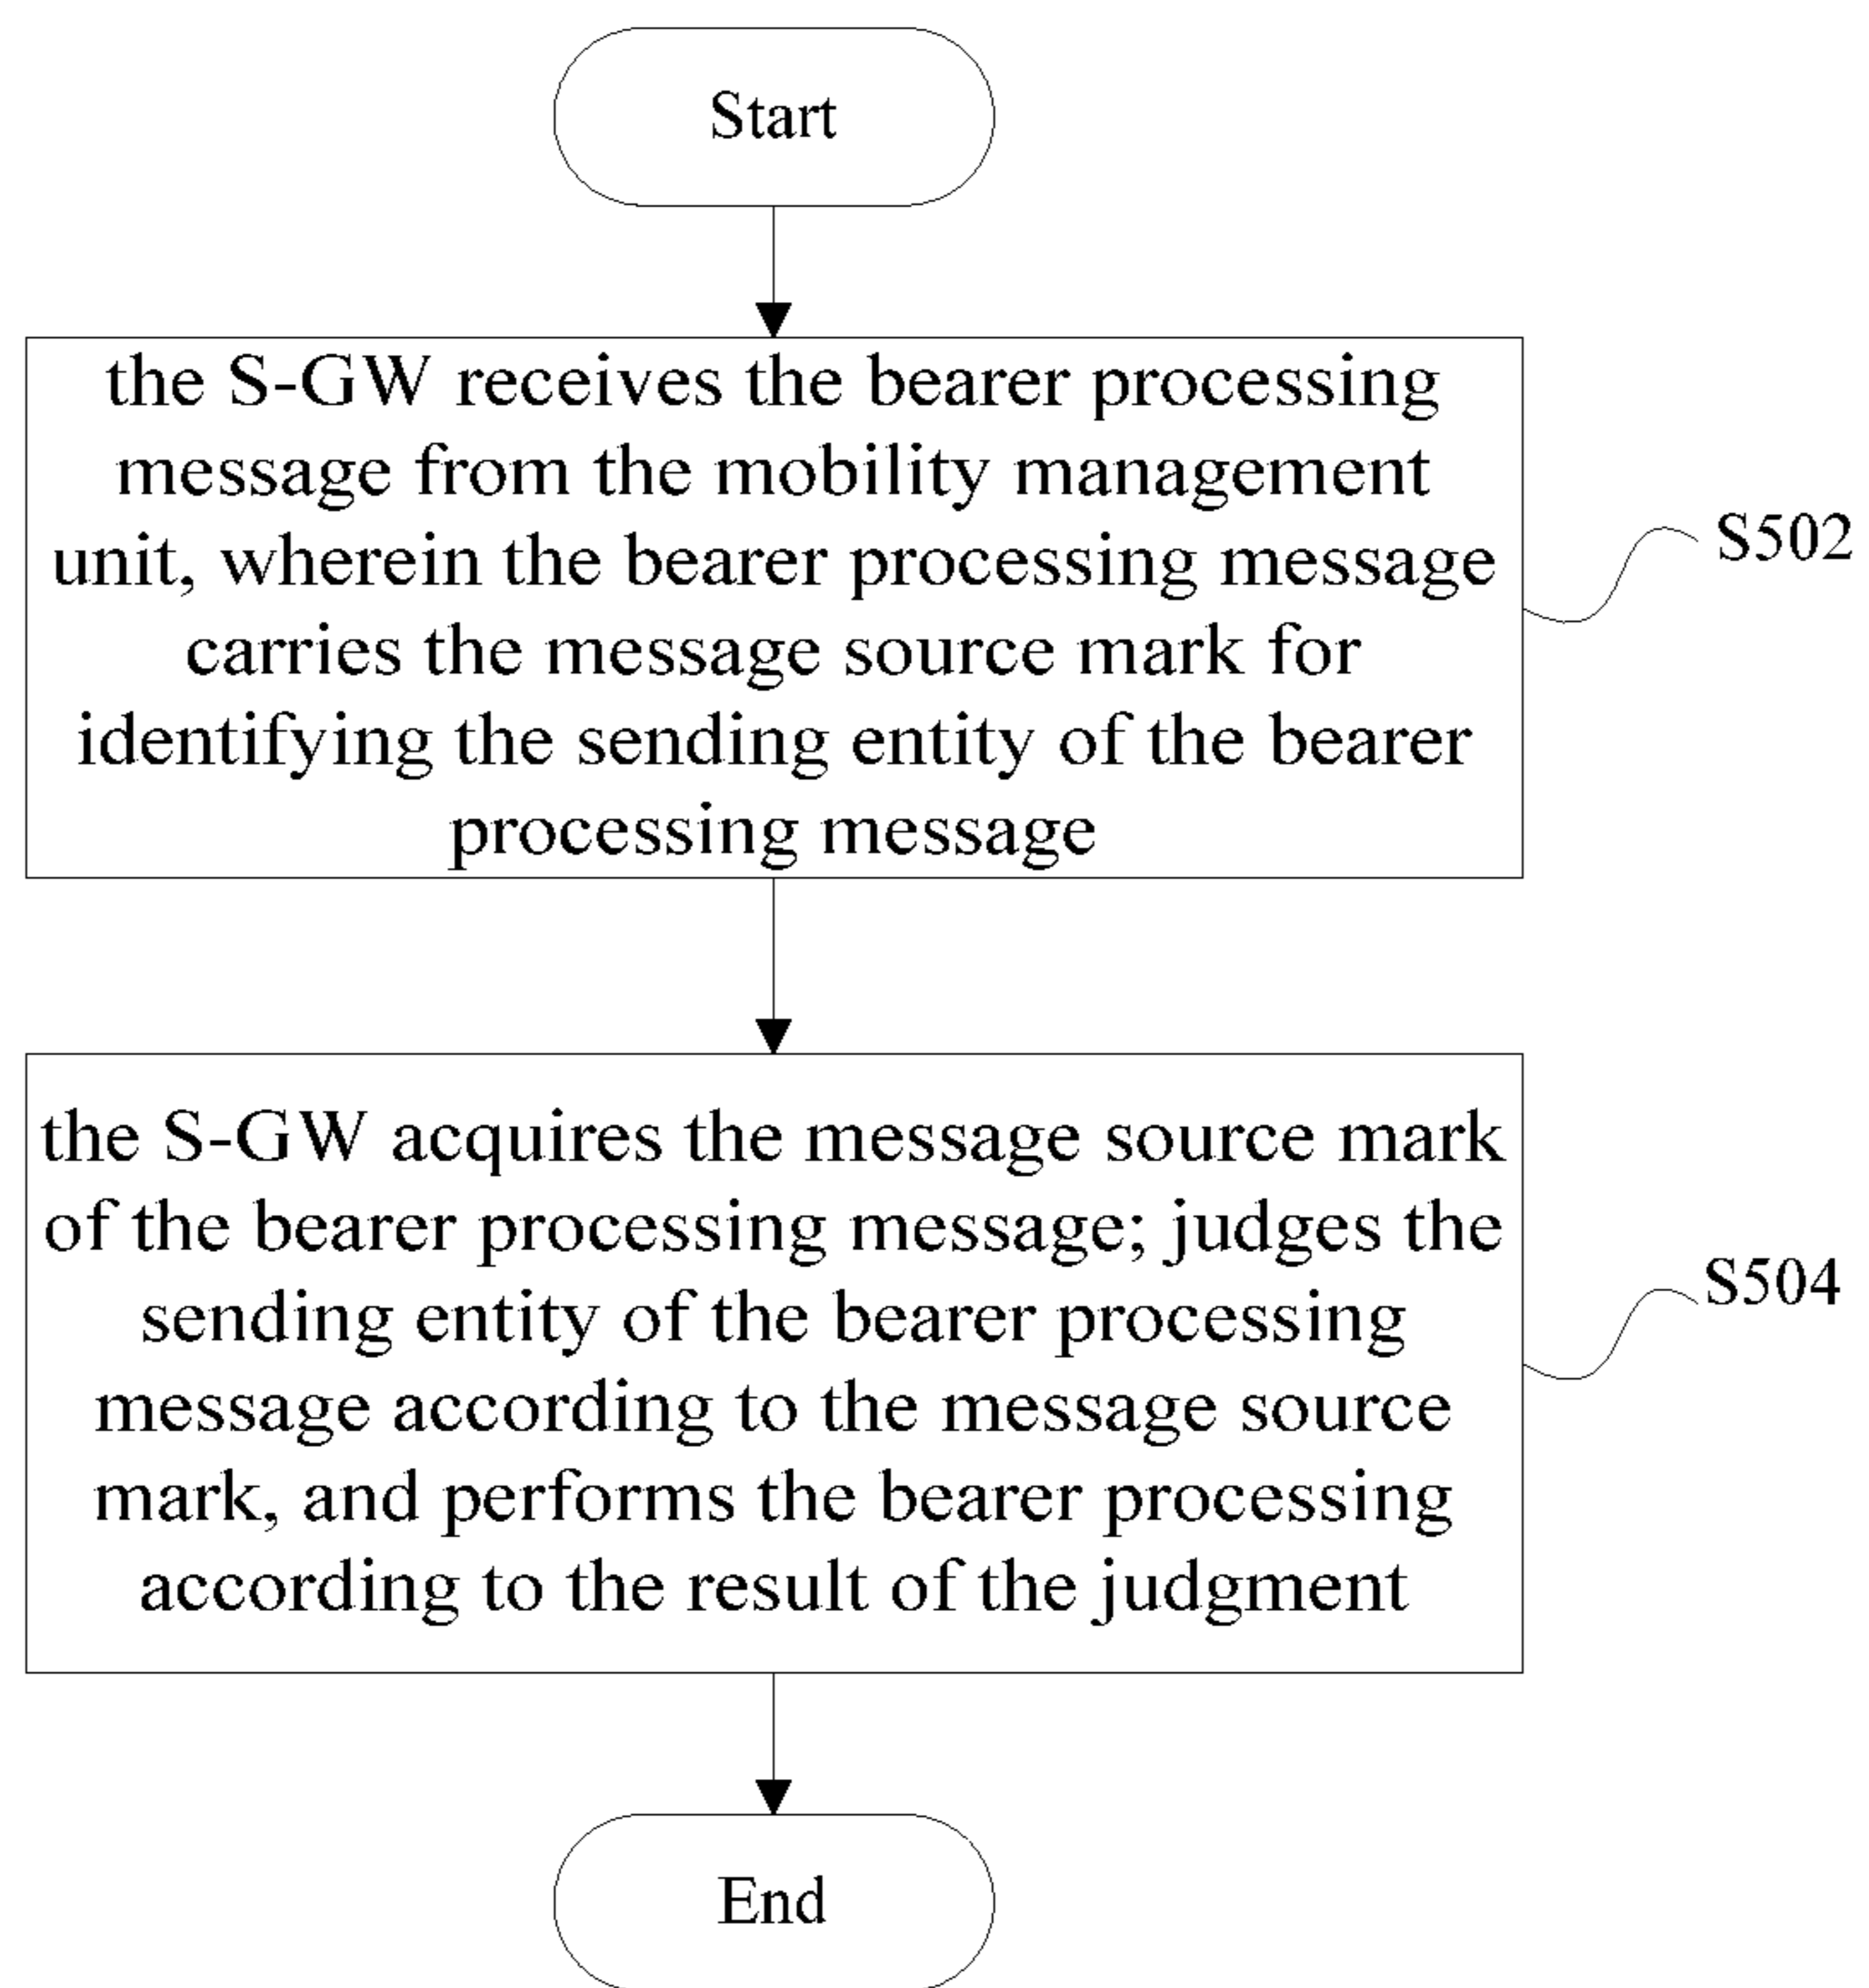 Start
the S-GW receives the bearer processing
message from the mobility management
unit, wherein the bearer processing message
carries the message source mark for
identifying the sending entity of the bearer
processing message
S502
the S-GW acquires the message source mark
of the bearer processing message; judges the
sending entity of the bearer processing
message according to the message source
mark, and performs the bearer processing
according to the result of the judgment
S504
End